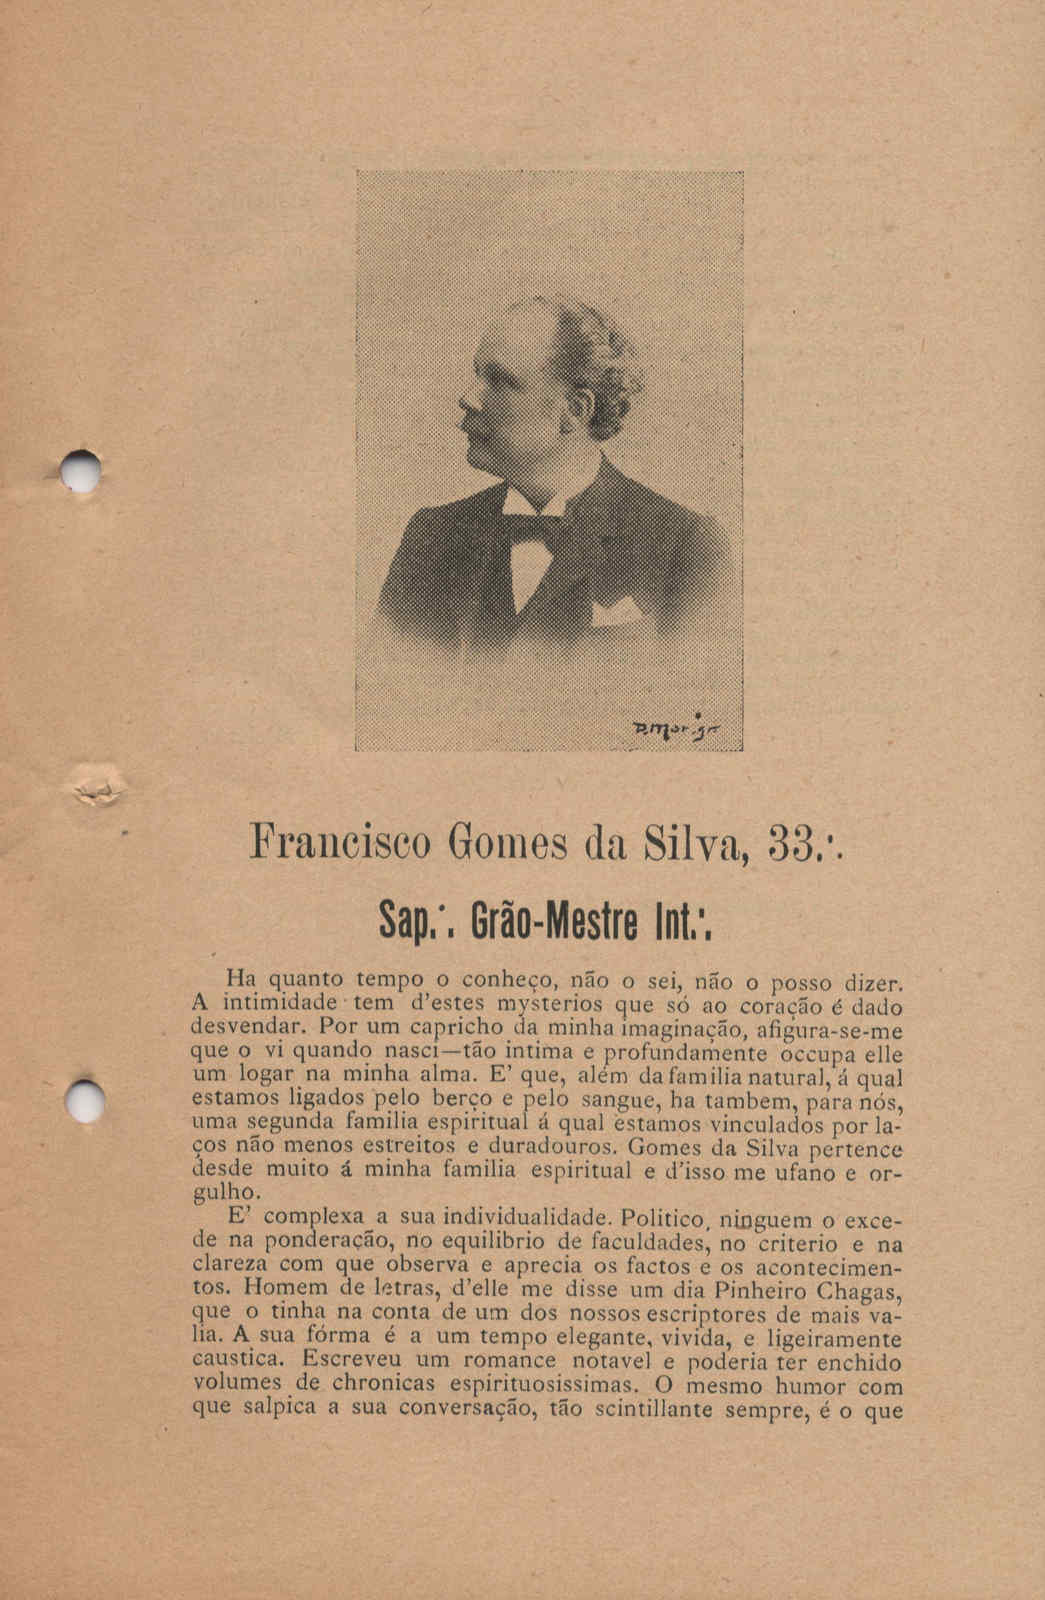 Francisco Gomes da Silva, 33.·.
Sap.·. Grão-Mestre Int.·.
Ha quanto tempo o conheço, não o sei, não o posso dizer.
A intimidade tem d'estes mysterios que só ao coração é dado
desvendar. Por um capricho da minha imaginação, afigura-se-me
que o vi quando nasci—tão intima e profundamente occupa elle
um logar na minha alma. E' que, além da familia natural, á qual
estamos ligados pelo berço e pelo sangue, ha tambem, para nós,
uma segunda familia espiritual á qual estamos vinculados por la-
ços não menos estreitos e duradouros. Gomes da Silva pertence
desde muito á minha familia espiritual e d'isso me ufano e or-
gulho.
E' complexa a sua individualidade. Politico, ninguem o exce-
de na ponderação, no equilibrio de faculdades, no criterio e na
clareza com que observa e aprecia os factos e os acontecimen-
tos. Homem de letras, d'elle me disse um dia Pinheiro Chagas,
que o tinha na conta de um dos nossos escriptores de mais va-
lia. A sua fórma é a um tempo elegante, vivida, e ligeiramente
caustica. Escreveu um romance notavel e poderia ter enchido
volumes de chronicas espirituosissimas. O mesmo humor com
que salpica a sua conversação, tão scintillante sempre, é o que